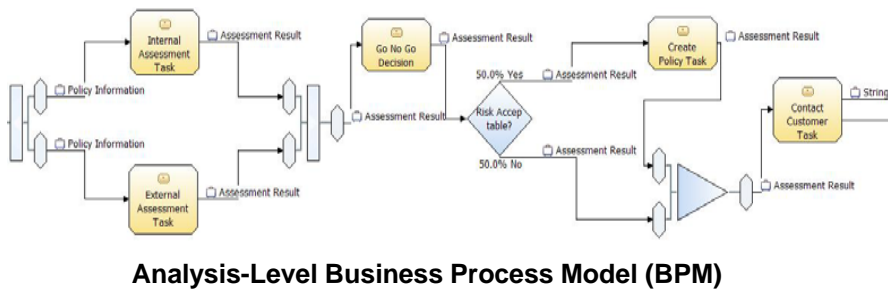 Internal
Assessment
Task
Assessment Result
Policy Information
Policy Information
External
Assessment
Task
Assessment Result
Go No Go
Decision
Assessment Result
Assessment Result
Risk Accep
table?
50.0% Yes
Assessment Result
50.0% No
Assessment Result
Create
Policy Task
Assessment Result
Assessment Result
Contact
Customer
Task
String
Analysis-Level Business Process Model (BPM)